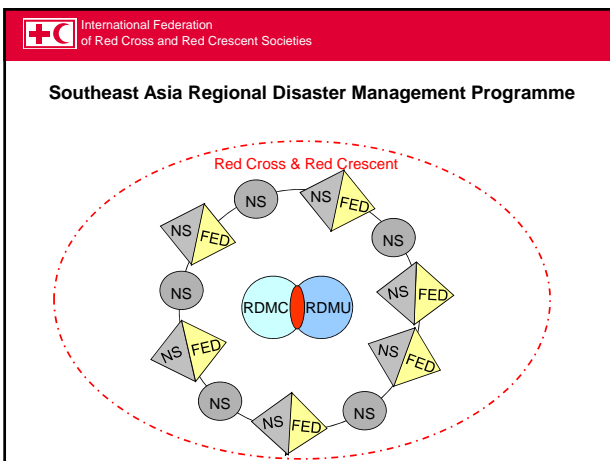 International Federation
of Red Cross and Red Crescent Societies
Southeast Asia Regional Disaster Management Programme
Red Cross & Red Crescent
NS
NS FED
NS FED
NS
NS
NS FED
RDMC RDMU
NS FED
NS FED
NS
NS
NS FED